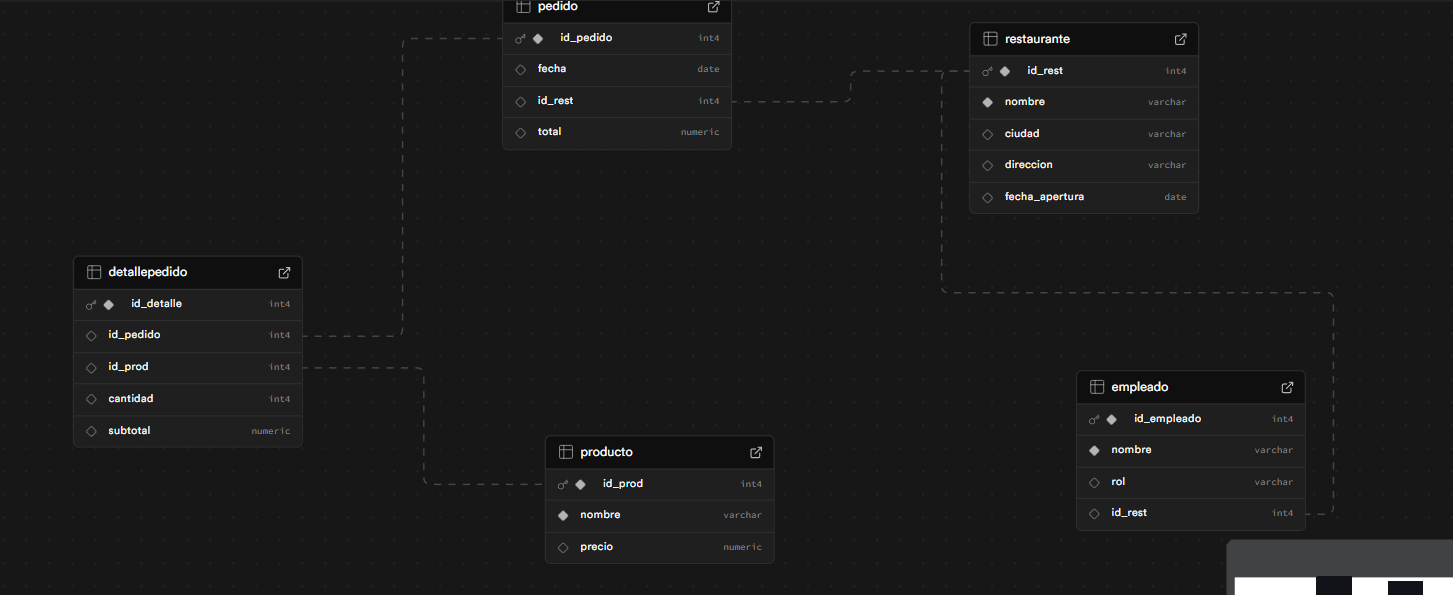 pedido
id_pedido int4
fecha date
id_rest int4
total numeric
restaurante
id_rest int4
nombre varchar
ciudad varchar
direccion varchar
fecha_apertura date
detallepedido
id_detalle int4
id_pedido int4
id_prod int4
cantidad int4
subtotal numeric
producto
id_prod int4
nombre varchar
precio numeric
empleado
id_empleado int4
nombre varchar
rol varchar
id_rest int4